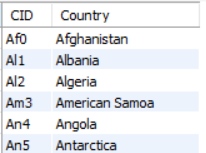 CID Country
Af0 Afghanistan
Al1 Albania
Al2 Algeria
Am3 American Samoa
An4 Angola
An5 Antarctica